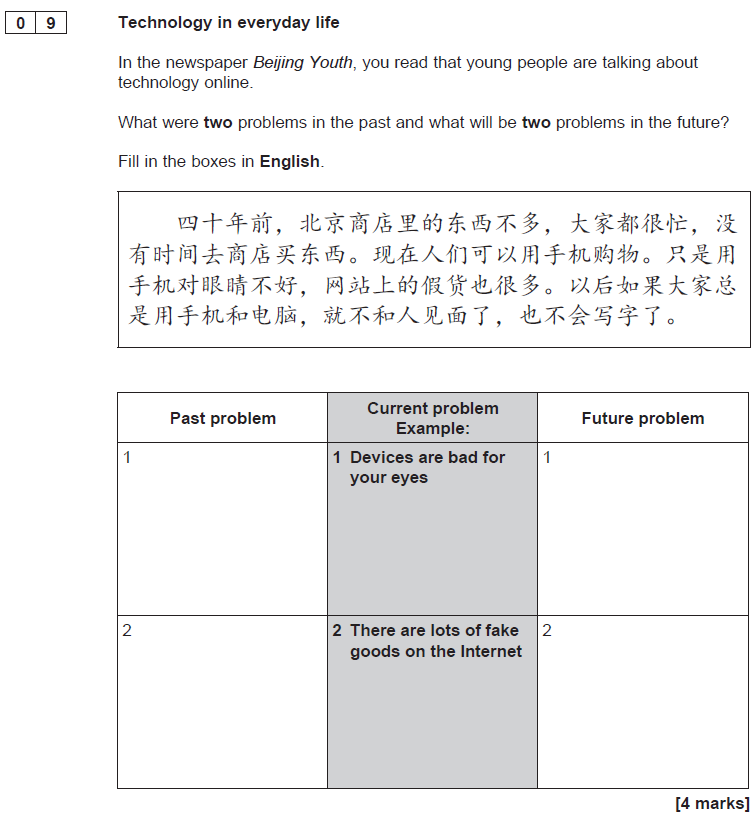 0 9 Technology in everyday life
In the newspaper Beijing Youth, you read that young people are talking about
technology online.
What were two problems in the past and what will be two problems in the future?
Fill in the boxes in English.
四十年前，北京商店里的东西不多，大家都很忙，没
有时间去商店买东西。现在人们可以用手机购物。只是用
手机对眼睛不好，网站上的假货也很多。以后如果大家总
是用手机和电脑，就不和人见面了，也不会写字了。
Past problem
Current problem
Example:
Future problem
1
1 Devices are bad for
your eyes
1
2
2 There are lots of fake
goods on the Internet
2
[4 marks]